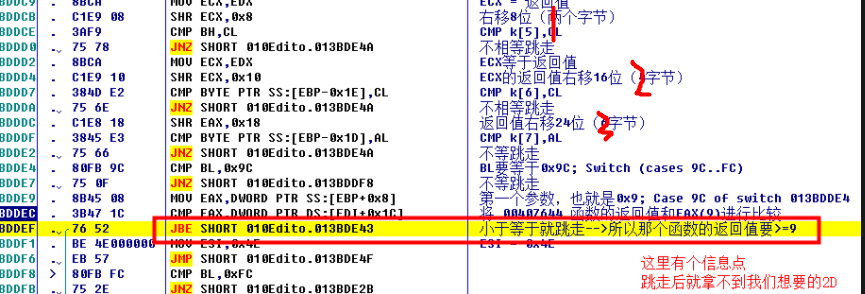 BDDC9 . 8BCA MOV ECX,EDX ECX = 返回值
BDDCB . C1E9 08 SHR ECX,0x8 右移8位（两个字节）
BDDCE . 3AF9 CMP BH,CL CMP k[5],CL
BDDD0 .ˇ 75 78 JNZ SHORT 010Edito.013BDE4A 不相等跳走
BDDD2 . 8BCA MOV ECX,EDX ECX等于返回值
BDDD4 . C1E9 10 SHR ECX,0x10 ECX的返回值右移16位（ 字节）
BDDD7 . 384D E2 CMP BYTE PTR SS:[EBP-0x1E],CL CMP k[6],CL
BDDDA .ˇ 75 6E JNZ SHORT 010Edito.013BDE4A 不相等跳走
BDDDC . C1E8 18 SHR EAX,0x18 返回值右移24位（ 字节）
BDDDF . 3845 E3 CMP BYTE PTR SS:[EBP-0x1D],AL CMP k[7],AL
BDDE2 .ˇ 75 66 JNZ SHORT 010Edito.013BDE4A 不等跳走
BDDE4 . 80FB 9C CMP BL,0x9C BL要等于0x9C; Switch (cases 9C..FC)
BDDE7 .ˇ 75 0F JNZ SHORT 010Edito.013BDDF8 不等跳走
BDDE9 . 8B45 08 MOV EAX,DWORD PTR SS:[EBP+0x8] 第一个参数，也就是0x9; Case 9C of switch 013BDDE4
BDDEC . 3B47 1C CMP EAX,DWORD PTR DS:[EDI+0x1C] 将 00407644 函数的返回值和EAX(9)进行比较
BDDEF .ˇ 76 52 JBE SHORT 010Edito.013BDE43 小于等于就跳走-->所以那个函数的返回值要>=9
BDDF1 . BE 4E000000 MOV ESI,0x4E ESI = 0x4E
BDDF6 .ˇ EB 57 JMP SHORT 010Edito.013BDE4F
BDDF8 > 80FB FC CMP BL,0xFC
.ˇ 75 2E JNZ SHORT 010Edito.013BDE2B
这里有个信息点
跳走后就拿不到我们想要的2D